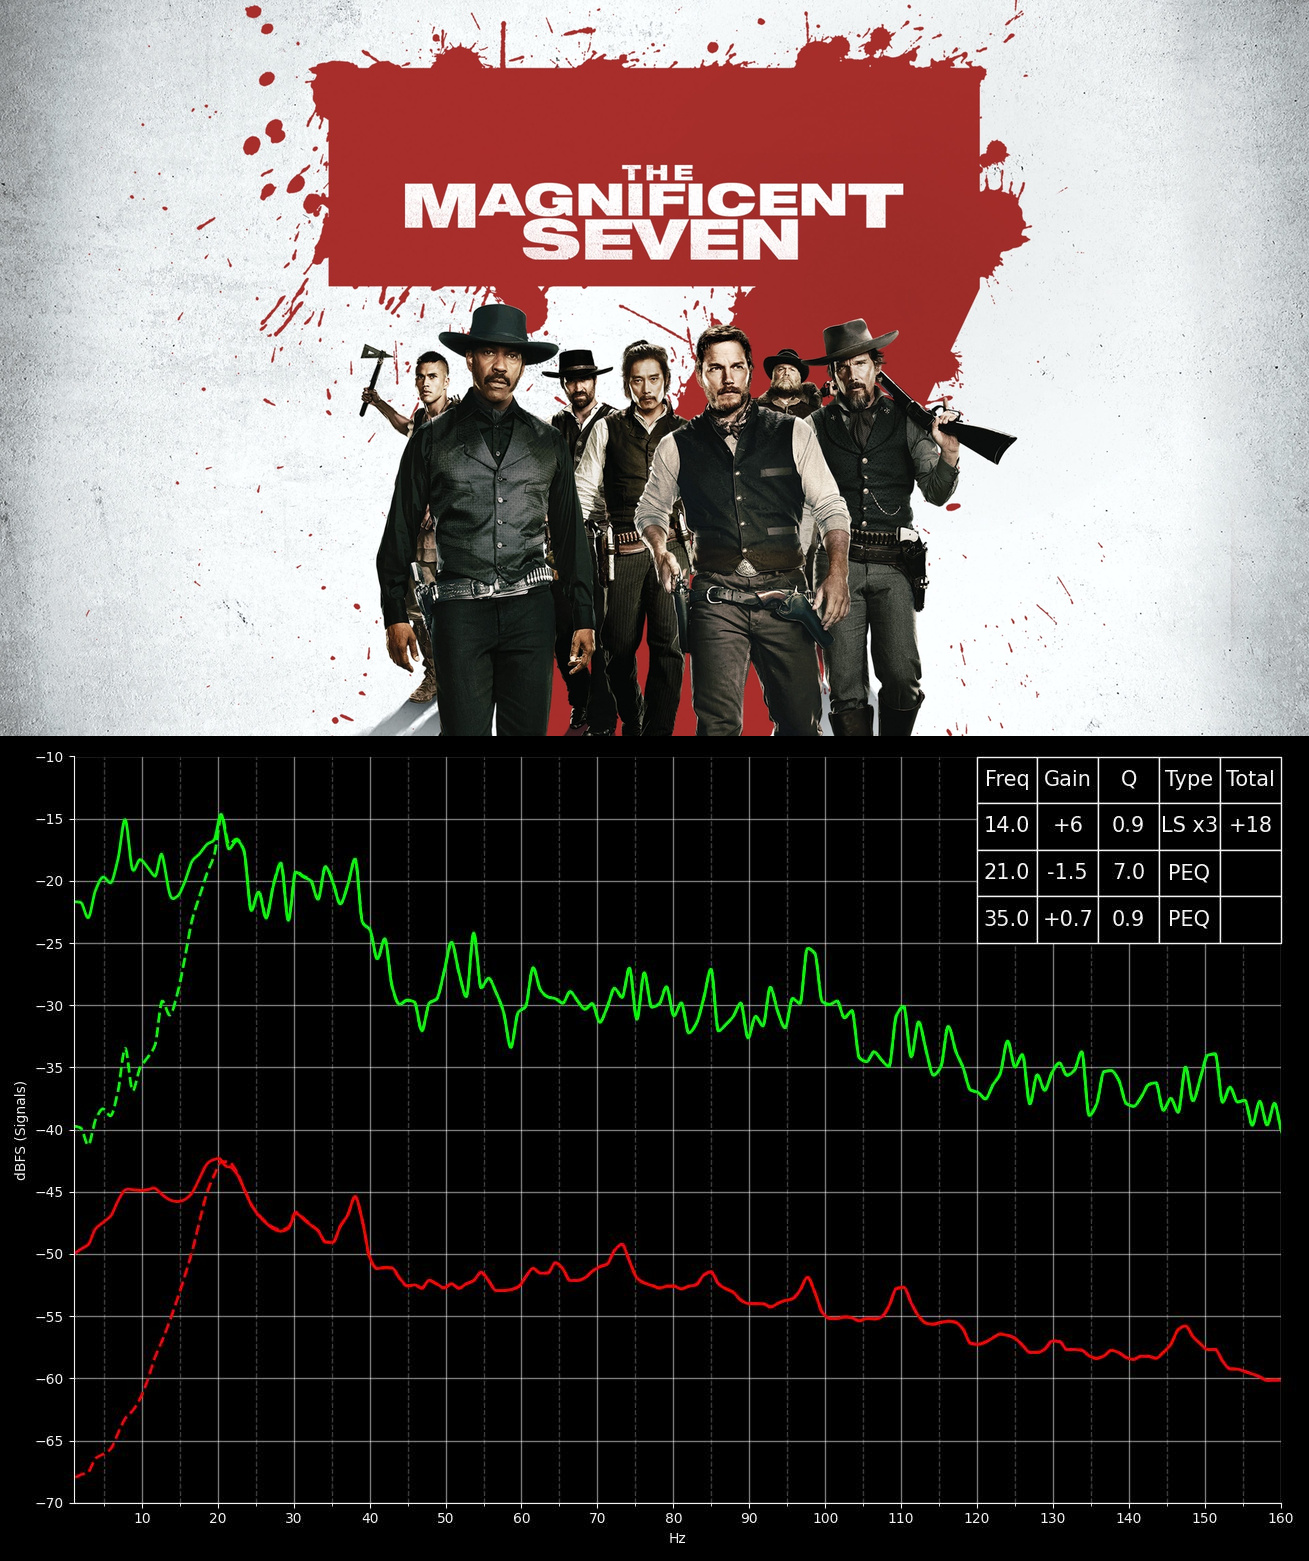 THE
MAGNIFICENT
SEVEN
Freq Gain Q Type Total
14.0 +6 0.9 LS x3 +18
21.0 -1.5 7.0 PEQ
35.0 +0.7 0.9 PEQ
−10
−15
−20
−25
−30
−35
−40
−45
−50
−55
−60
−65
−70
dBFS (Signals)
10 20 30 40 50 60 70 80 90 100 110 120 130 140 150 160
Hz